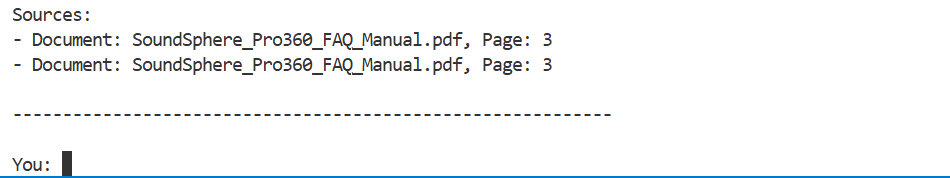 Sources:
- Document: SoundSphere_Pro360_FAQ_Manual.pdf, Page: 3
- Document: SoundSphere_Pro360_FAQ_Manual.pdf, Page: 3
------------------------------------------------------------
You: